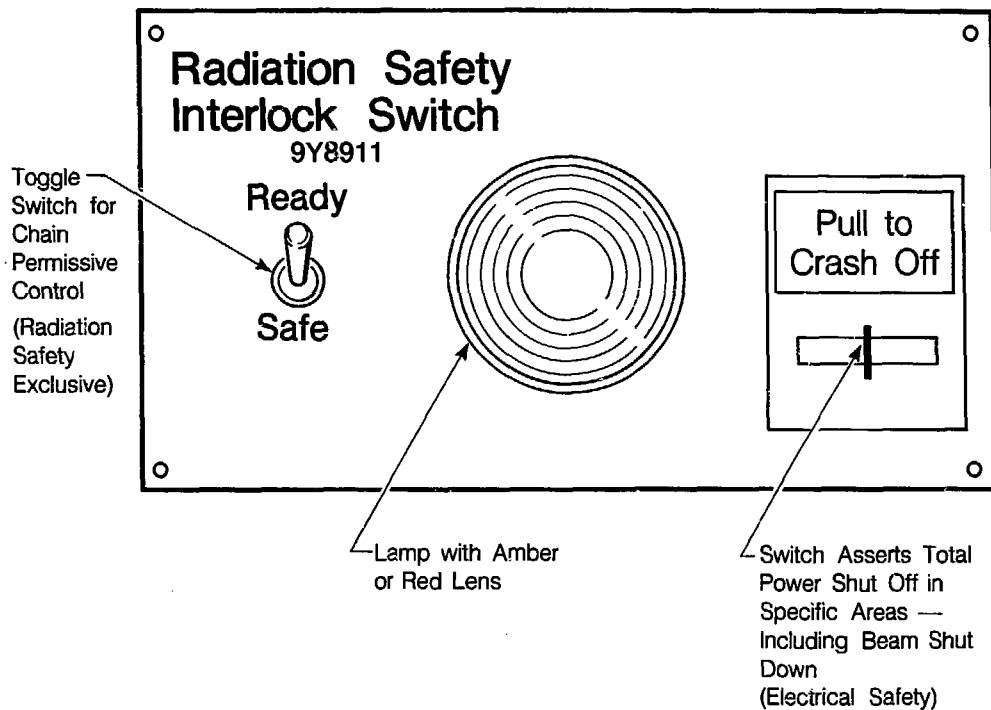 Radiation Safety
Interlock Switch
9Y8911
Toggle
Switch for
Chain
Permissive
Control
(Radiation
Safety
Exclusive)
Ready
Safe
Pull to
Crash Off
Lamp with Amber
or Red Lens
Switch Asserts Total
Power Shut Off in
Specific Areas —
Including Beam Shut
Down
(Electrical Safety)